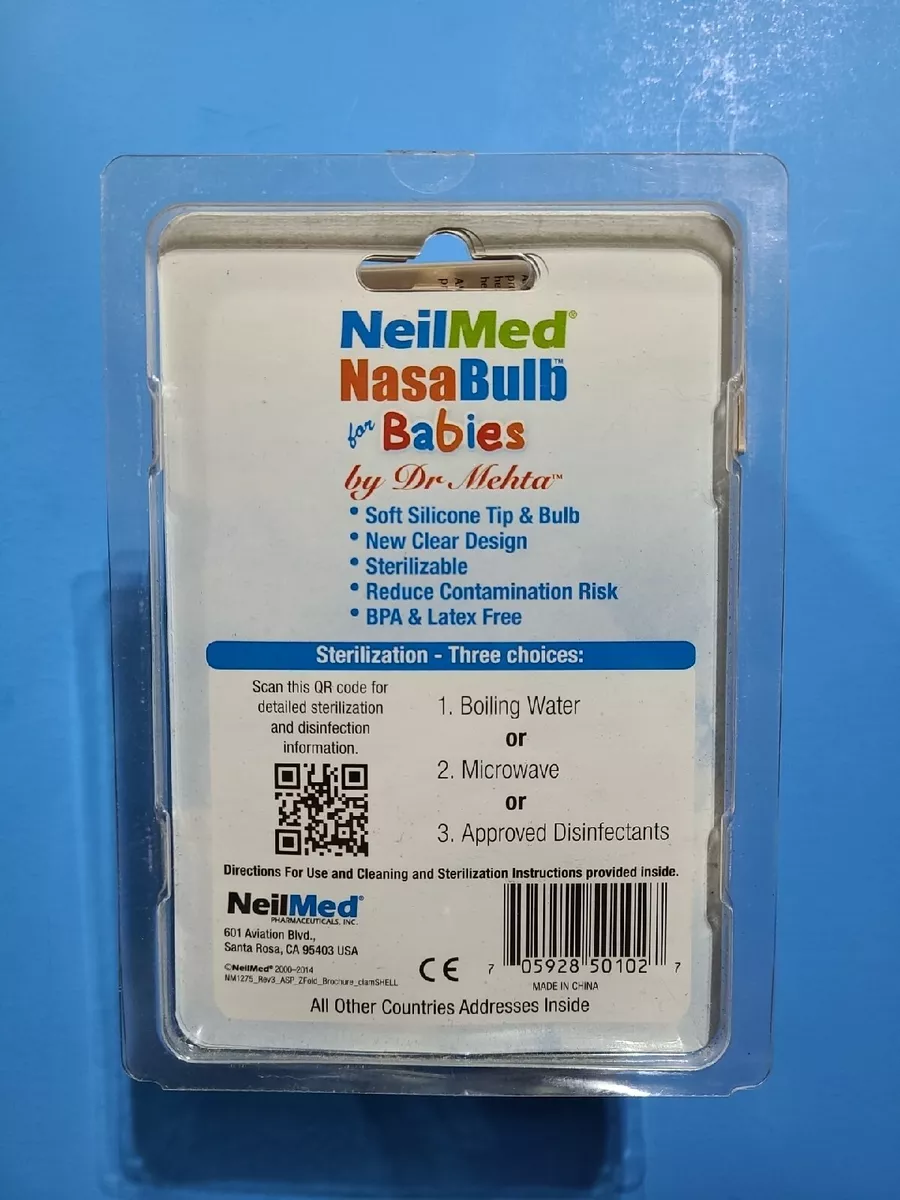 NeilMed®
NasaBulb™
for Babies
by Dr Mehta™
• Soft Silicone Tip & Bulb
• New Clear Design
• Sterilizable
• Reduce Contamination Risk
• BPA & Latex Free
Sterilization - Three choices:
Scan this QR code for
detailed sterilization
and disinfection
information.
1. Boiling Water
or
2. Microwave
or
3. Approved Disinfectants
Directions For Use and Cleaning and Sterilization Instructions provided inside.
NeilMed®
PHARMACEUTICALS, INC.
601 Aviation Blvd.,
Santa Rosa, CA 95403 USA
©NeilMed® 2000-2014
NM1275_Rev3_ASP_ZFold_Brochure_clamSHELL
CE
7 05928 50102 7
MADE IN CHINA
All Other Countries Addresses Inside